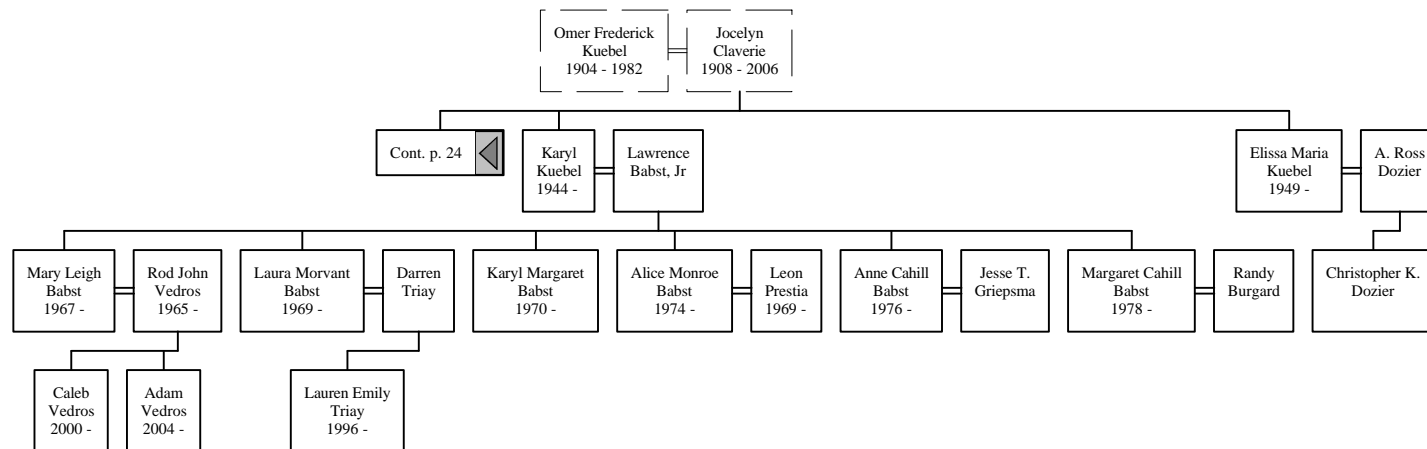 Omer Frederick
Kuebel
1904 - 1982
Jocelyn
Claverie
1908 - 2006
Cont. p. 24
Karyl
Kuebel
1944 -
Lawrence
Babst, Jr
Elissa Maria
Kuebel
1949 -
A. Ross
Dozier
Mary Leigh
Babst
1967 -
Rod John
Vedros
1965 -
Laura Morvant
Babst
1969 -
Darren
Triay
Karyl Margaret
Babst
1970 -
Alice Monroe
Babst
1974 -
Leon
Prestia
1969 -
Anne Cahill
Babst
1976 -
Jesse T.
Griepsma
Margaret Cahill
Babst
1978 -
Randy
Burgard
Christopher K.
Dozier
Caleb
Vedros
2000 -
Adam
Vedros
2004 -
Lauren Emily
Triay
1996 -